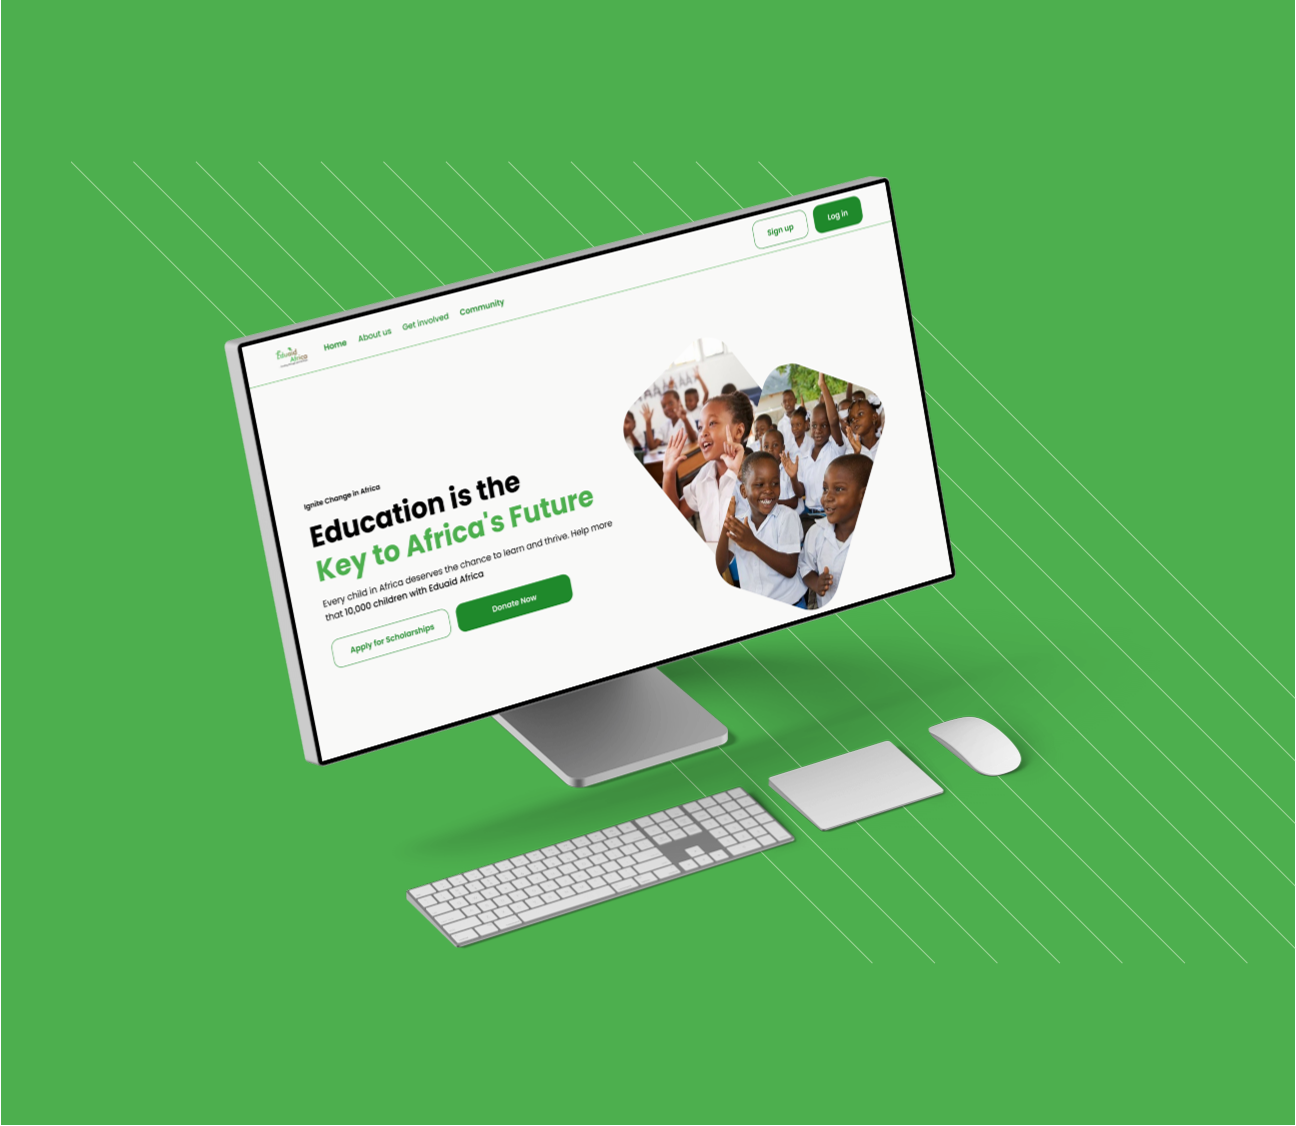 Eduaid
Africa
Home
About us
Get involved
Community
Sign up
Log in
Ignite Change in Africa
Education is the
Key to Africa's Future
Every child in Africa deserves the chance to learn and thrive. Help more
that 10,000 children with Eduaid Africa
Apply for Scholarships
Donate Now